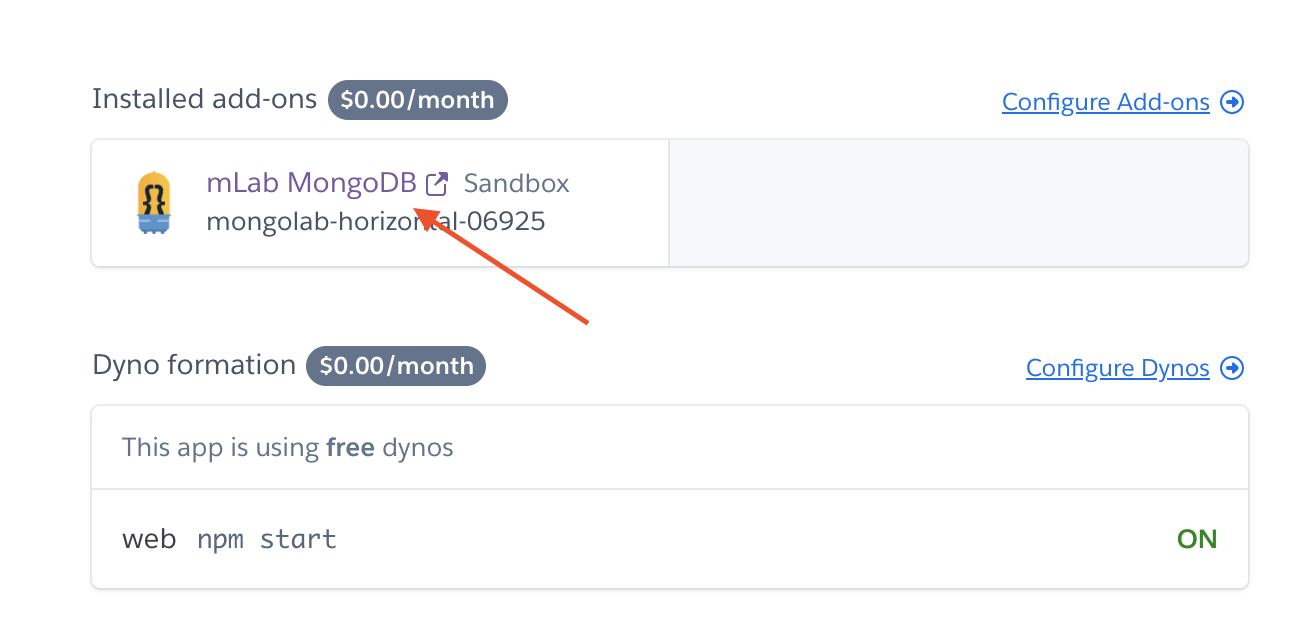 Installed add-ons $0.00/month Configure Add-ons
mLab MongoDB Sandbox
mongolab-horizontal-06925
Dyno formation $0.00/month Configure Dynos
This app is using free dynos
web npm start ON